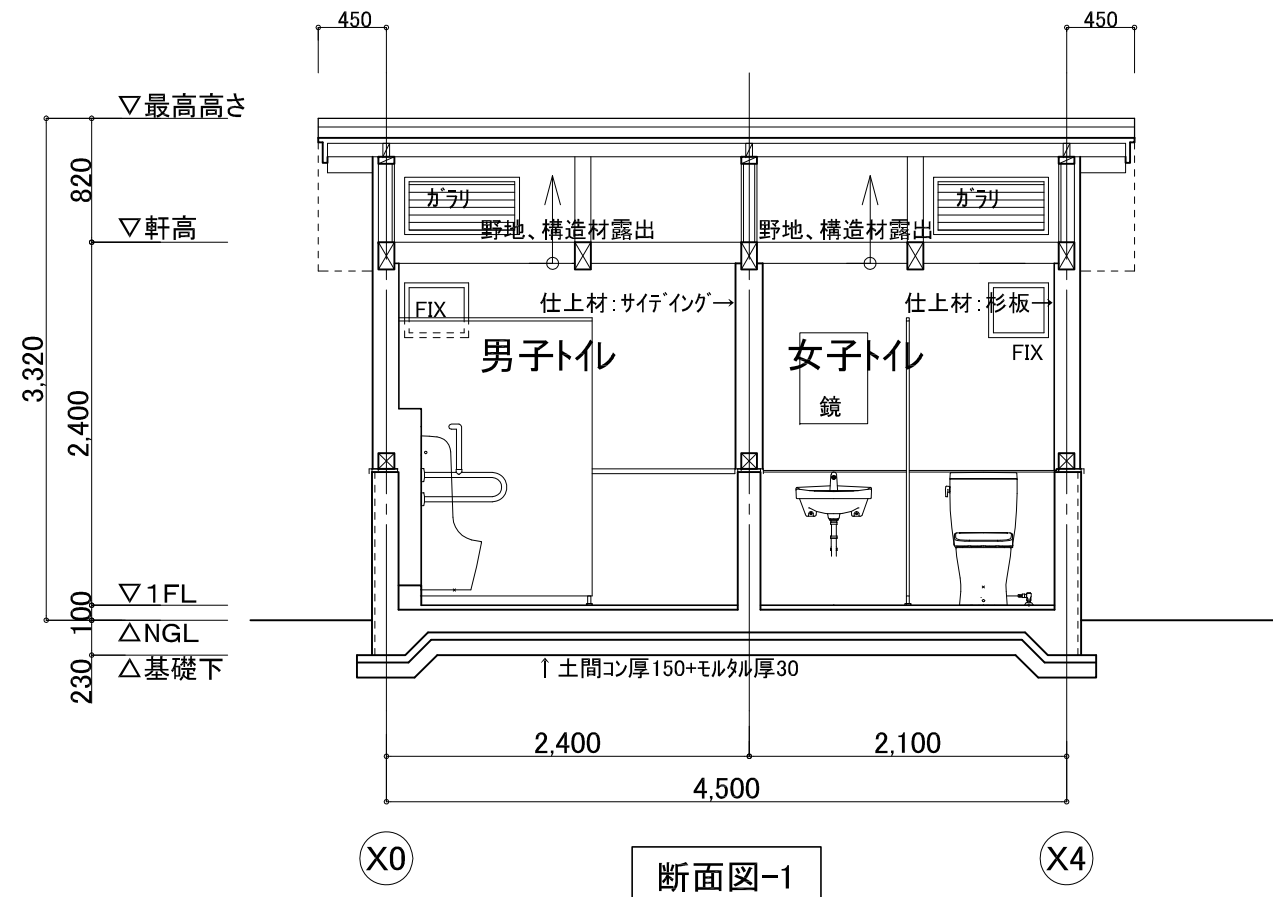 450
450
▽最高高さ
820
ガラリ
ガラリ
▽軒高
野地、構造材露出
野地、構造材露出
FIX
仕上材：サイディング→
仕上材：杉板→
男子トイレ
女子トイレ
FIX
3,320
2,400
鏡
▽1FL
100
△NGL
△基礎下
230
↑土間コン厚150+モルタル厚30
2,400
2,100
4,500
X0
X4
断面図-1